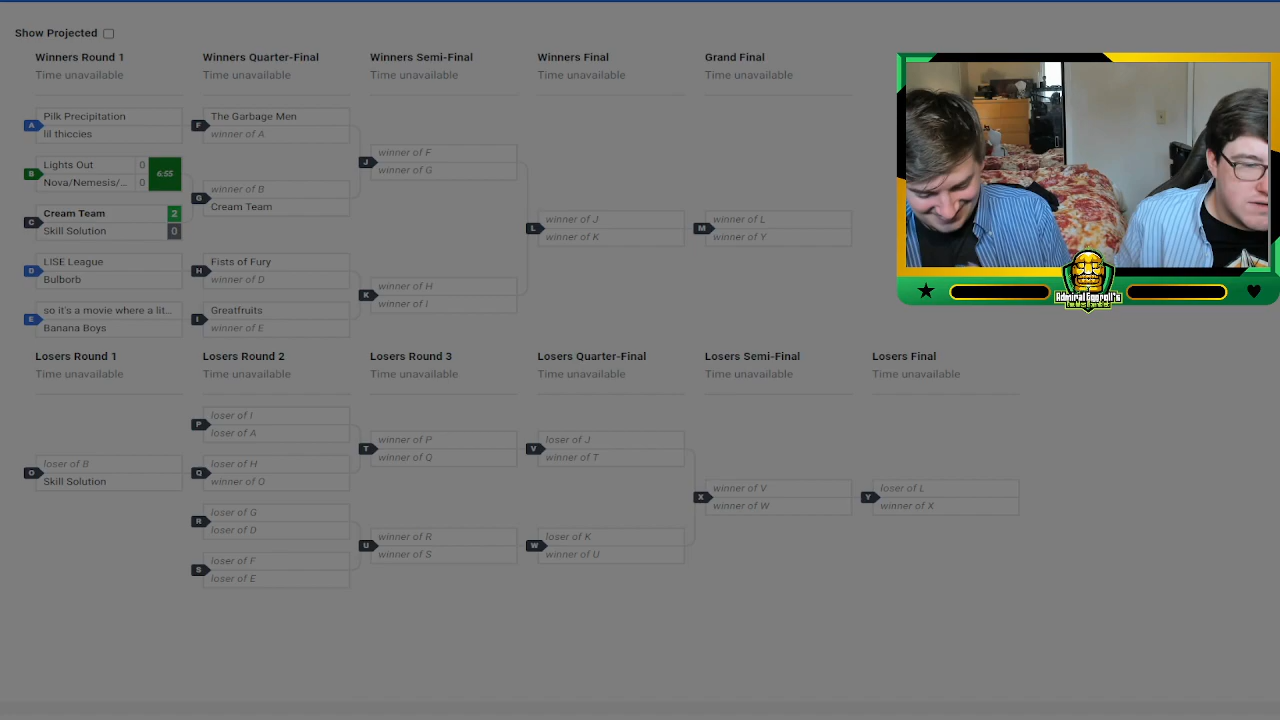 Show Projected
Winners Round 1
Time unavailable
Winners Quarter-Final
Time unavailable
Winners Semi-Final
Time unavailable
Winners Final
Time unavailable
Grand Final
Time unavailable
A
Pilk Precipitation
lil thiccies
B
Lights Out 0
Nova/Nemesis/... 0
6:55
C
Cream Team 2
Skill Solution 0
D
LISE League
Bulborb
E
so it's a movie where a lit...
Banana Boys
F
The Garbage Men
winner of A
G
winner of B
Cream Team
H
Fists of Fury
winner of D
I
Greatfruits
winner of E
J
winner of F
winner of G
K
winner of H
winner of I
L
winner of J
winner of K
M
winner of L
winner of Y
Admiral Eggroll's
Losers Round 1
Time unavailable
Losers Round 2
Time unavailable
Losers Round 3
Time unavailable
Losers Quarter-Final
Time unavailable
Losers Semi-Final
Time unavailable
Losers Final
Time unavailable
O
loser of B
Skill Solution
P
loser of I
loser of A
Q
loser of H
winner of O
R
loser of G
loser of D
S
loser of F
loser of E
T
winner of P
winner of Q
U
winner of R
winner of S
V
loser of J
winner of T
W
loser of K
winner of U
X
winner of V
winner of W
Y
loser of L
winner of X